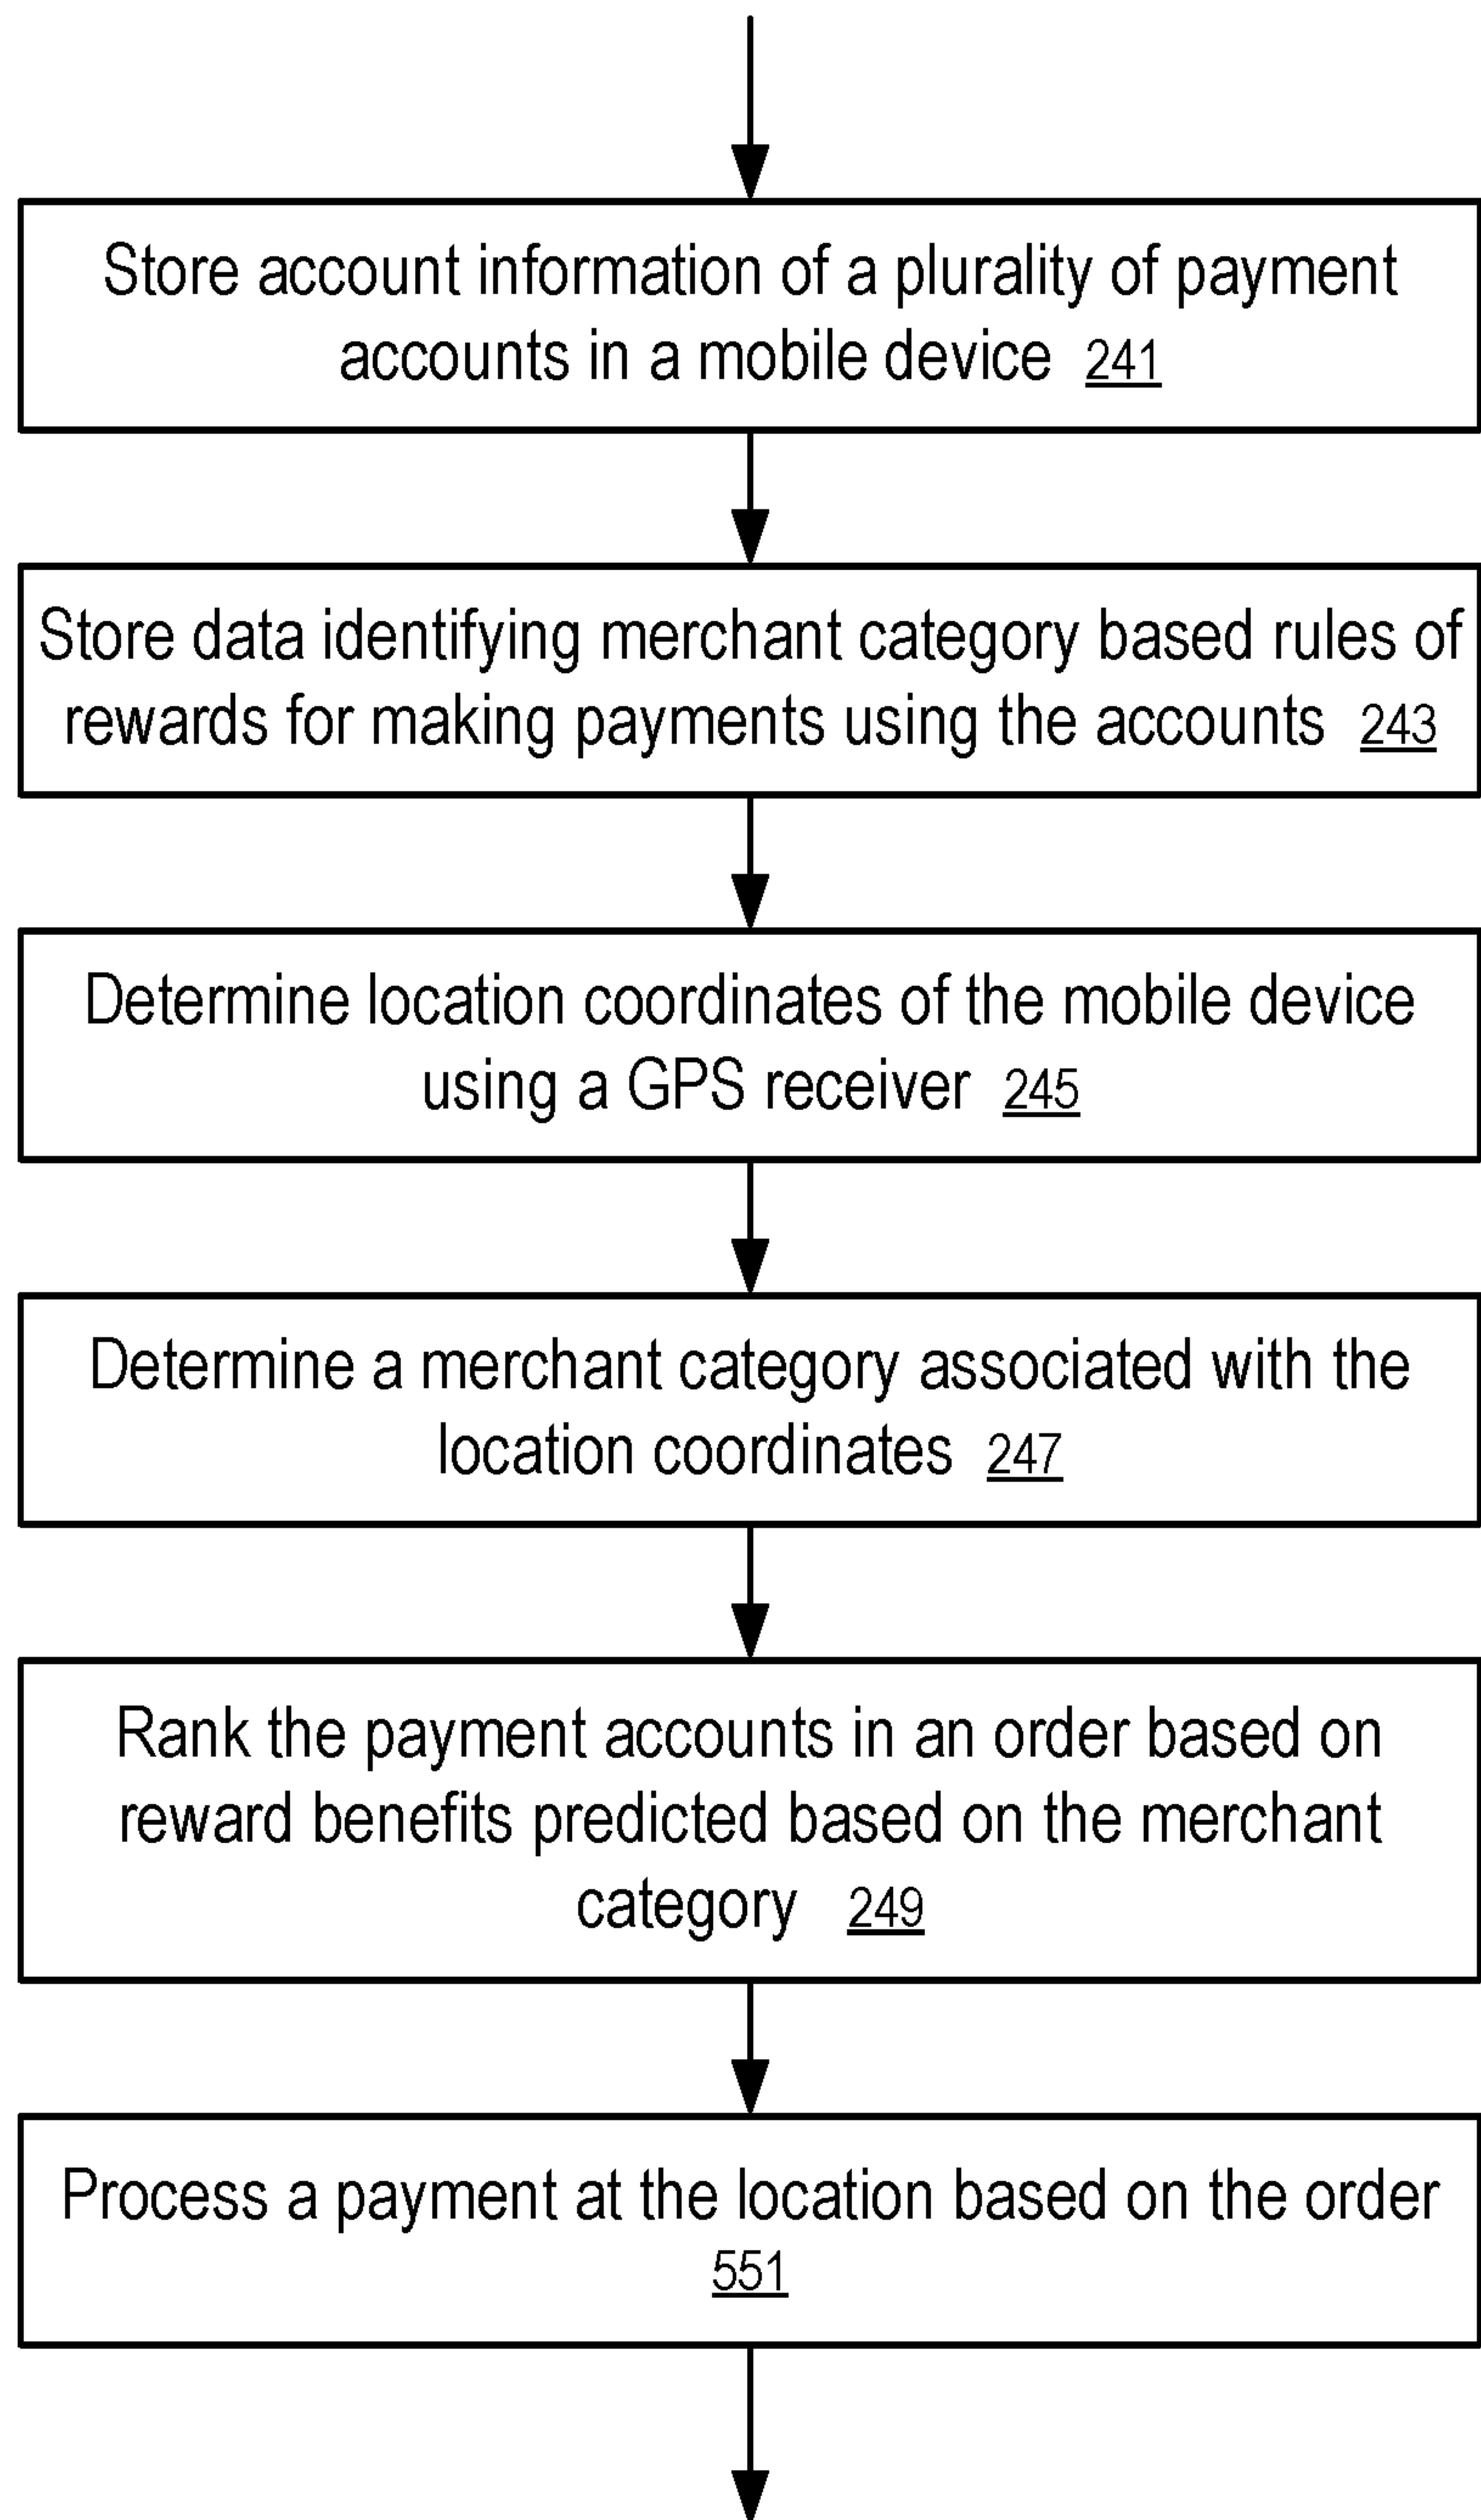 Store account information of a plurality of payment
accounts in a mobile device 241
Store data identifying merchant category based rules of
rewards for making payments using the accounts 243
Determine location coordinates of the mobile device
using a GPS receiver 245
Determine a merchant category associated with the
location coordinates 247
Rank the payment accounts in an order based on
reward benefits predicted based on the merchant
category 249
Process a payment at the location based on the order
551